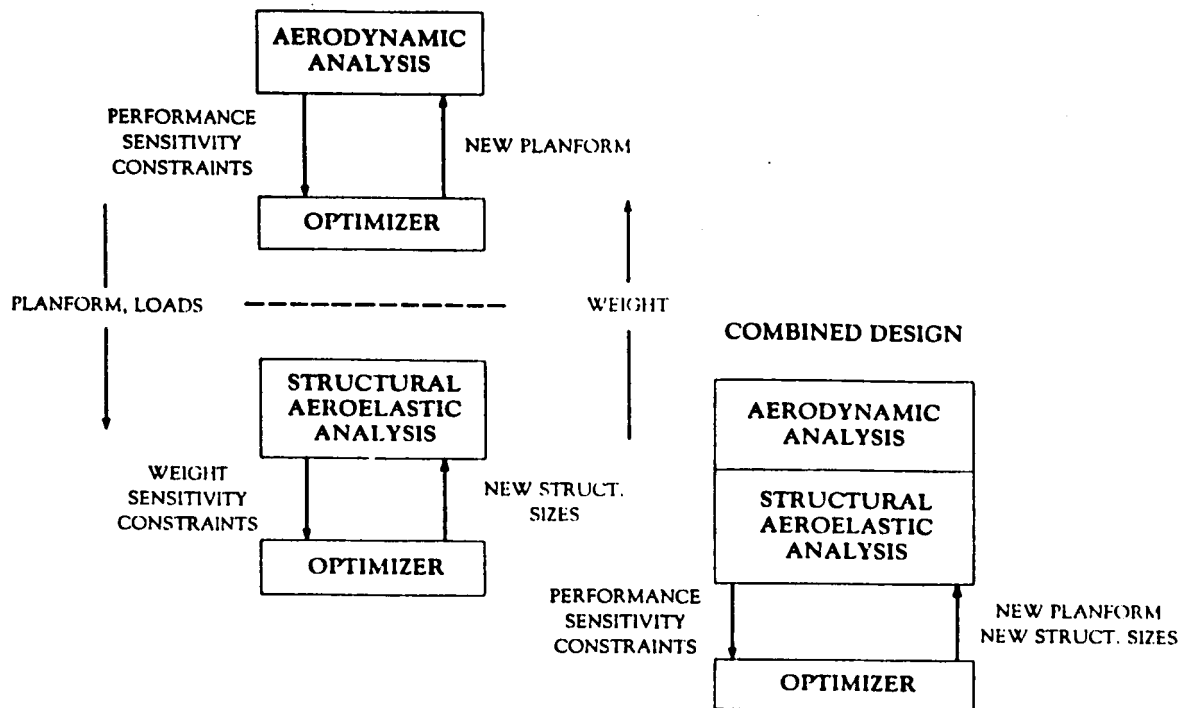 AERODYNAMIC
ANALYSIS
PERFORMANCE
SENSITIVITY
CONSTRAINTS
NEW PLANFORM
OPTIMIZER
PLANFORM, LOADS
WEIGHT
STRUCTURAL
AEROELASTIC
ANALYSIS
WEIGHT
SENSITIVITY
CONSTRAINTS
NEW STRUCT.
SIZES
OPTIMIZER
COMBINED DESIGN
AERODYNAMIC
ANALYSIS
STRUCTURAL
AEROELASTIC
ANALYSIS
PERFORMANCE
SENSITIVITY
CONSTRAINTS
NEW PLANFORM
NEW STRUCT. SIZES
OPTIMIZER